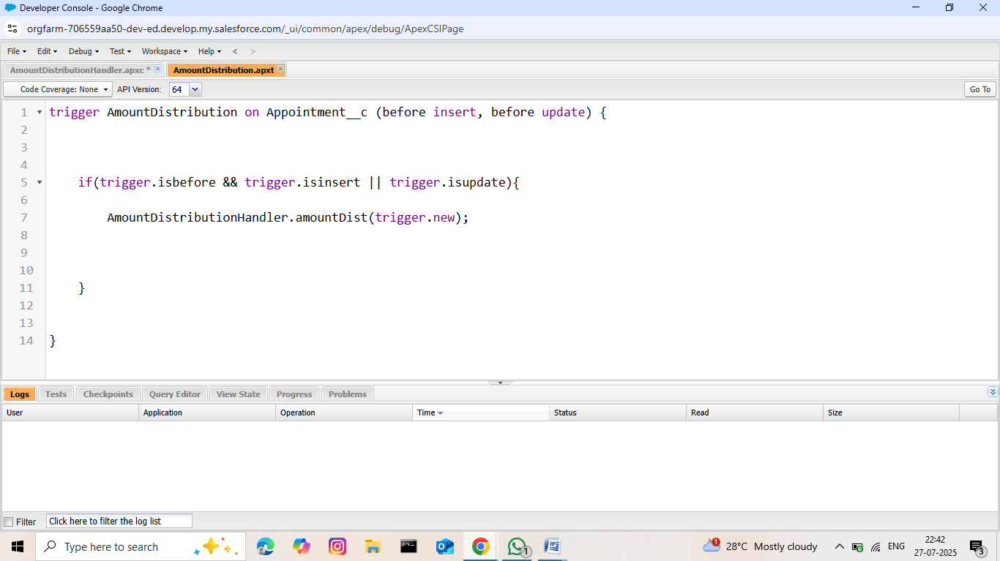 Developer Console - Google Chrome
orgfarm-706559aa50-dev-ed.develop.my.salesforce.com/_ui/common/apex/debug/ApexCSIPage
File Edit Debug Test Workspace Help < >
AmountDistributionHandler.apxc * AmountDistribution.apxt
Code Coverage: None API Version: 64 Go To
1 trigger AmountDistribution on Appointment__c (before insert, before update) {
2
3
4
5 if(trigger.isbefore && trigger.isinsert || trigger.isupdate){
6
7 AmountDistributionHandler.amountDist(trigger.new);
8
9
10
11 }
12
13
14 }
Logs Tests Checkpoints Query Editor View State Progress Problems
User Application Operation Time Status Read Size
Filter Click here to filter the log list
Type here to search 1 28°C Mostly cloudy ENG 22:42
27-07-2025 3